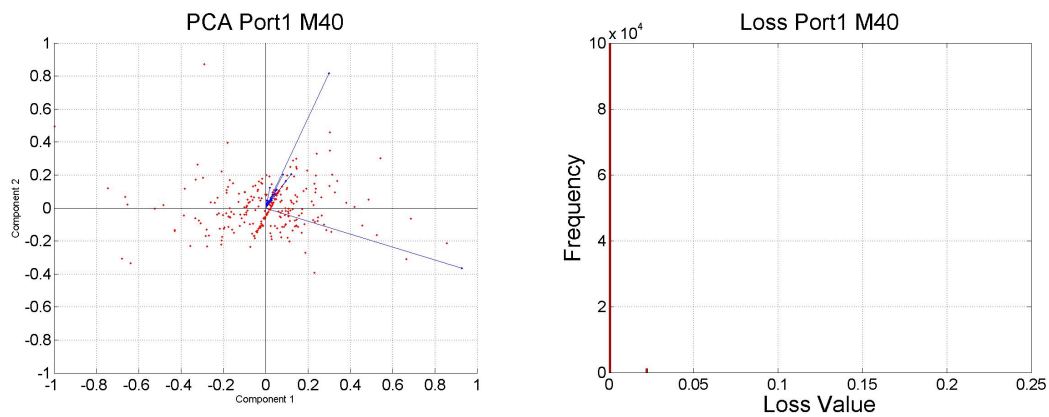 PCA Port1 M40
1
0.8
0.6
0.4
0.2
0
-0.2
-0.4
-0.6
-0.8
-1
Component 2
-1 -0.8 -0.6 -0.4 -0.2 0 0.2 0.4 0.6 0.8 1
Component 1
Loss Port1 M40
x 10^4
10
8
6
4
2
0
Frequency
0 0.05 0.1 0.15 0.2 0.25
Loss Value